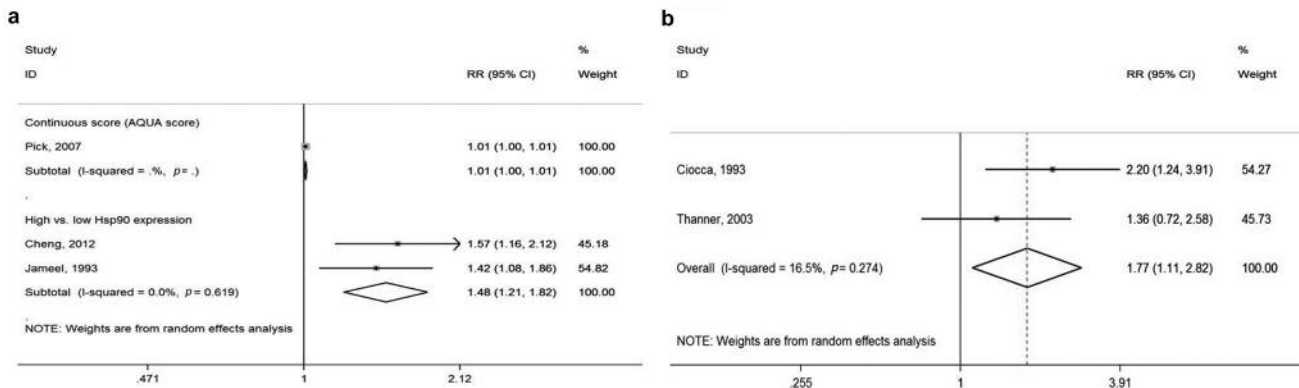 a
Study %
ID RR (95% CI) Weight
Continuous score (AQUA score)
Pick, 2007 1.01 (1.00, 1.01) 100.00
Subtotal (I-squared = .%, p= .) 1.01 (1.00, 1.01) 100.00
.
High vs. low Hsp90 expression
Cheng, 2012 1.57 (1.16, 2.12) 45.18
Jameel, 1993 1.42 (1.08, 1.86) 54.82
Subtotal (I-squared = 0.0%, p = 0.619) 1.48 (1.21, 1.82) 100.00
.
NOTE: Weights are from random effects analysis
.471 1 2.12
b
Study %
ID RR (95% CI) Weight
Ciocca, 1993 2.20 (1.24, 3.91) 54.27
Thanner, 2003 1.36 (0.72, 2.58) 45.73
Overall (I-squared = 16.5%, p= 0.274) 1.77 (1.11, 2.82) 100.00
NOTE: Weights are from random effects analysis
.255 1 3.91